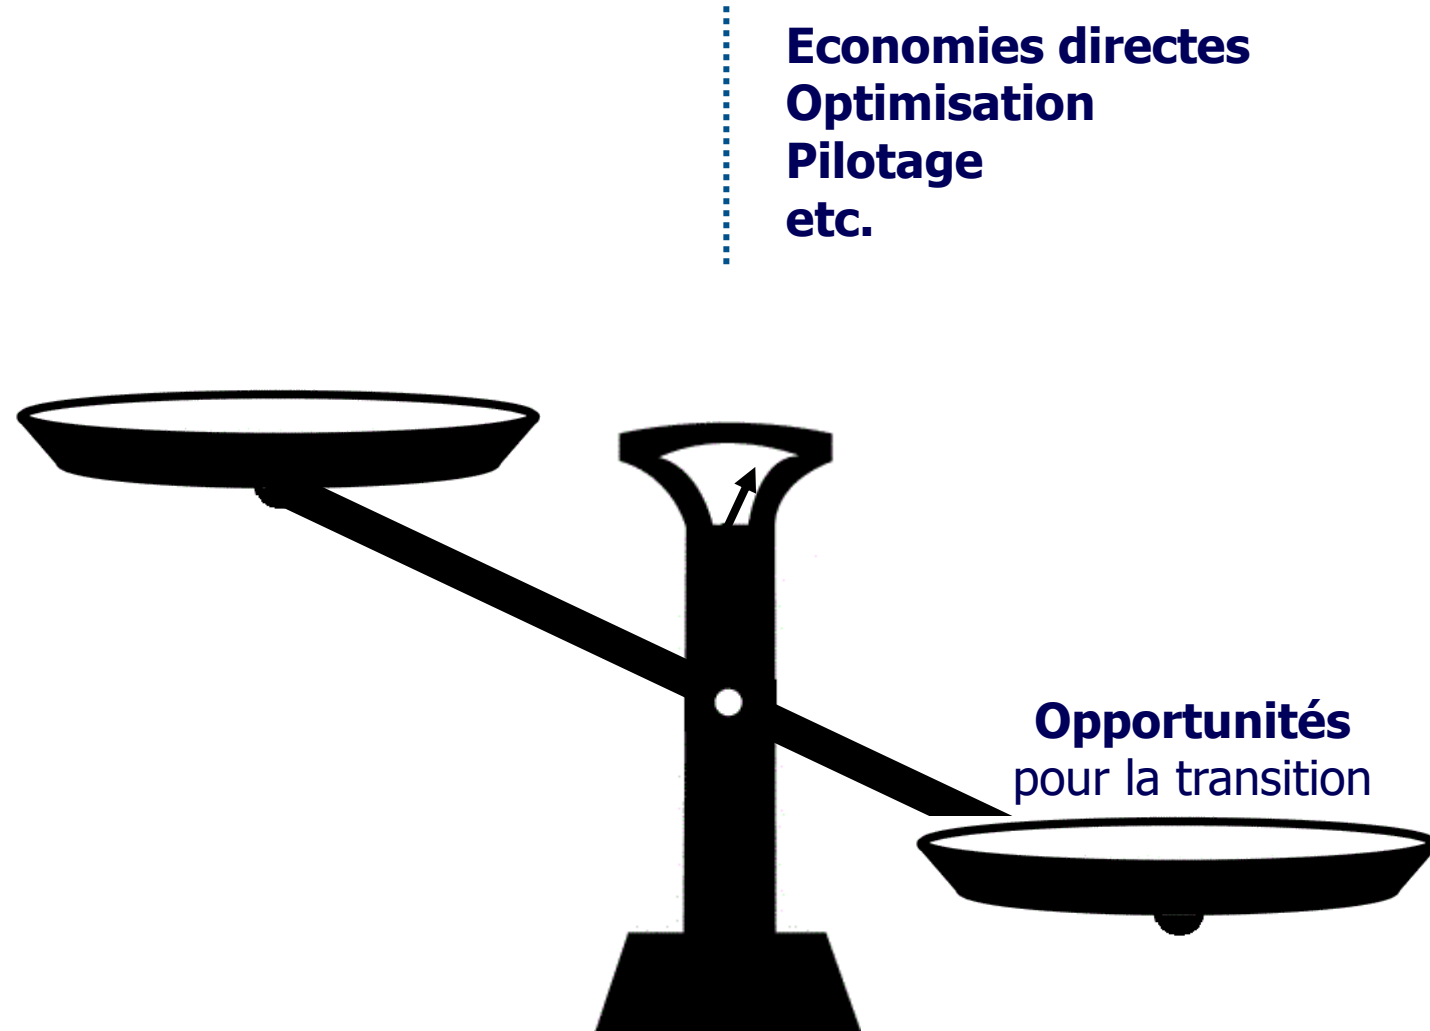 Economies directes
Optimisation
Pilotage
etc.
Opportunités
pour la transition